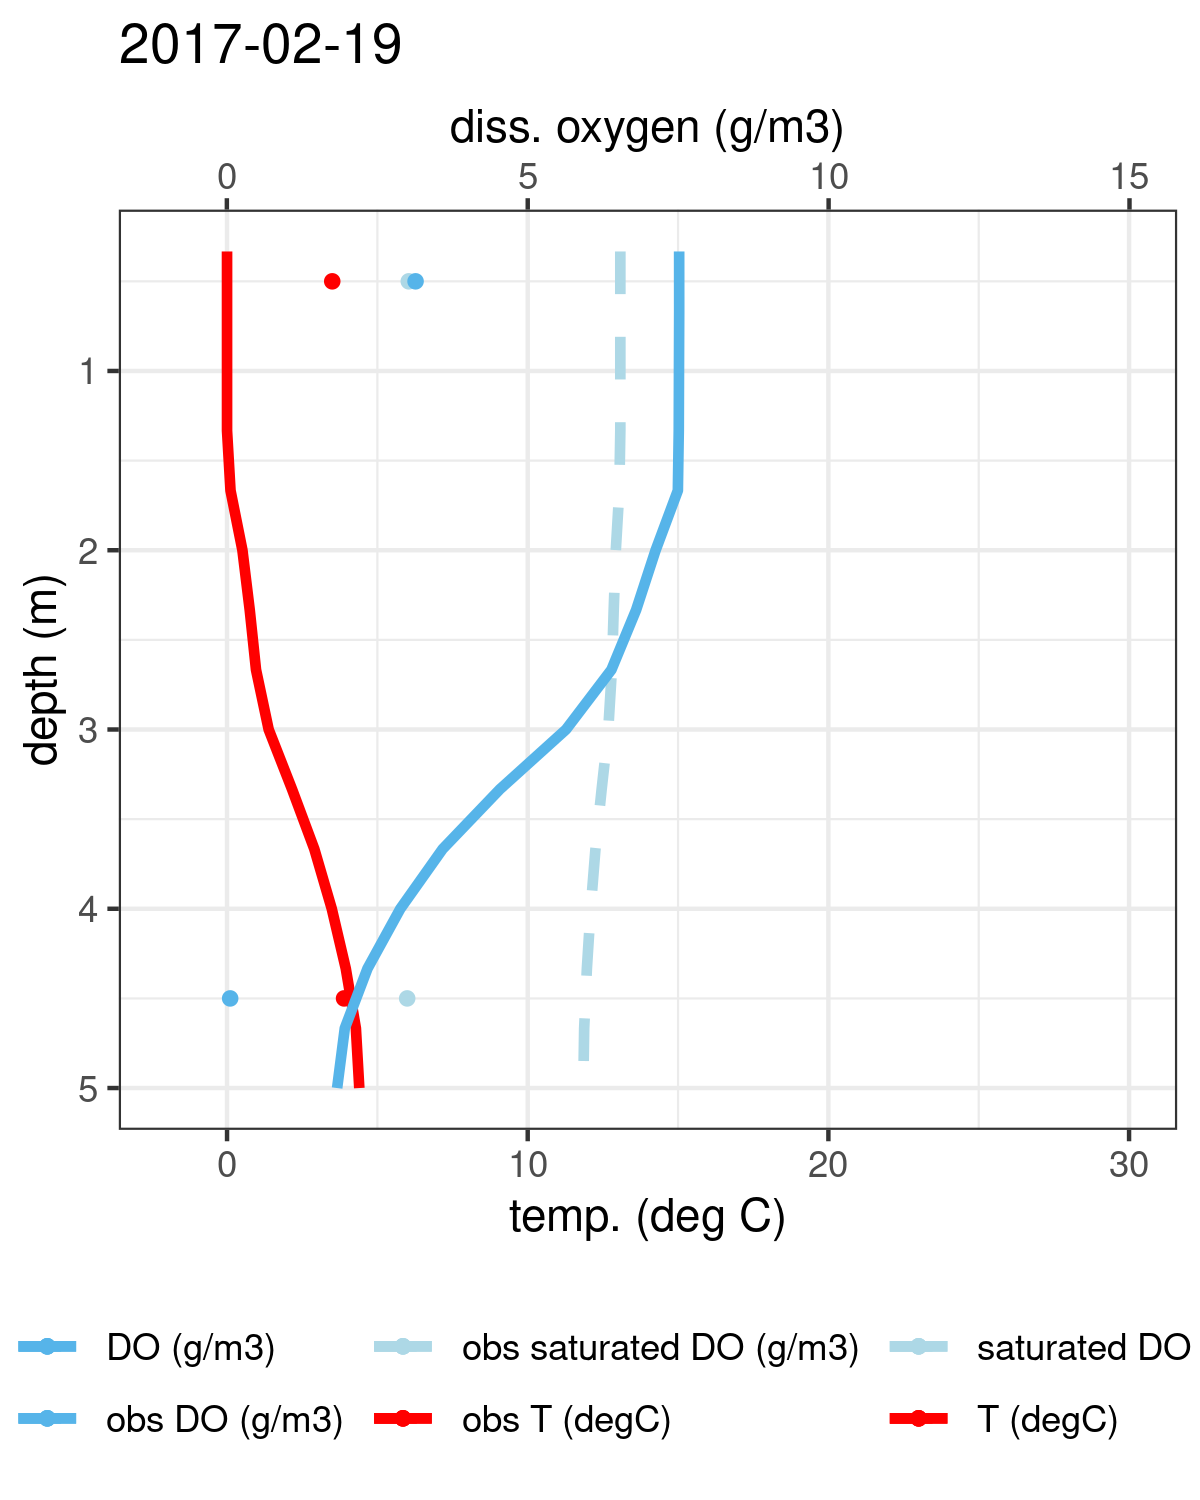 2017-02-19
diss. oxygen (g/m3)
0 5 10 15
depth (m)
1
2
3
4
5
0 10 20 30
temp. (deg C)
DO (g/m3) obs saturated DO (g/m3) saturated DO
obs DO (g/m3) obs T (degC) T (degC)